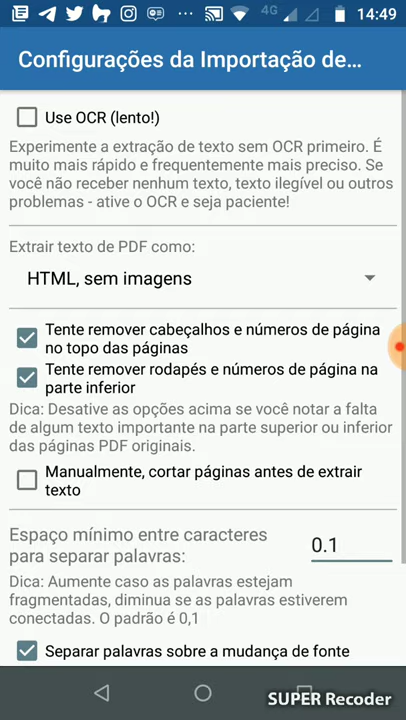 4G
14:49
Configurações da Importação de…
Use OCR (lento!)
Experimente a extração de texto sem OCR primeiro. É
muito mais rápido e frequentemente mais preciso. Se
você não receber nenhum texto, texto ilegível ou outros
problemas - ative o OCR e seja paciente!
Extrair texto de PDF como:
HTML, sem imagens
Tente remover cabeçalhos e números de página
no topo das páginas
Tente remover rodapés e números de página na
parte inferior
Dica: Desative as opções acima se você notar a falta
de algum texto importante na parte superior ou inferior
das páginas PDF originais.
Manualmente, cortar páginas antes de extrair
texto
Espaço mínimo entre caracteres
para separar palavras:
0.1
Dica: Aumente caso as palavras estejam
fragmentadas, diminua se as palavras estiverem
conectadas. O padrão é 0,1
Separar palavras sobre a mudança de fonte
SUPER Recoder